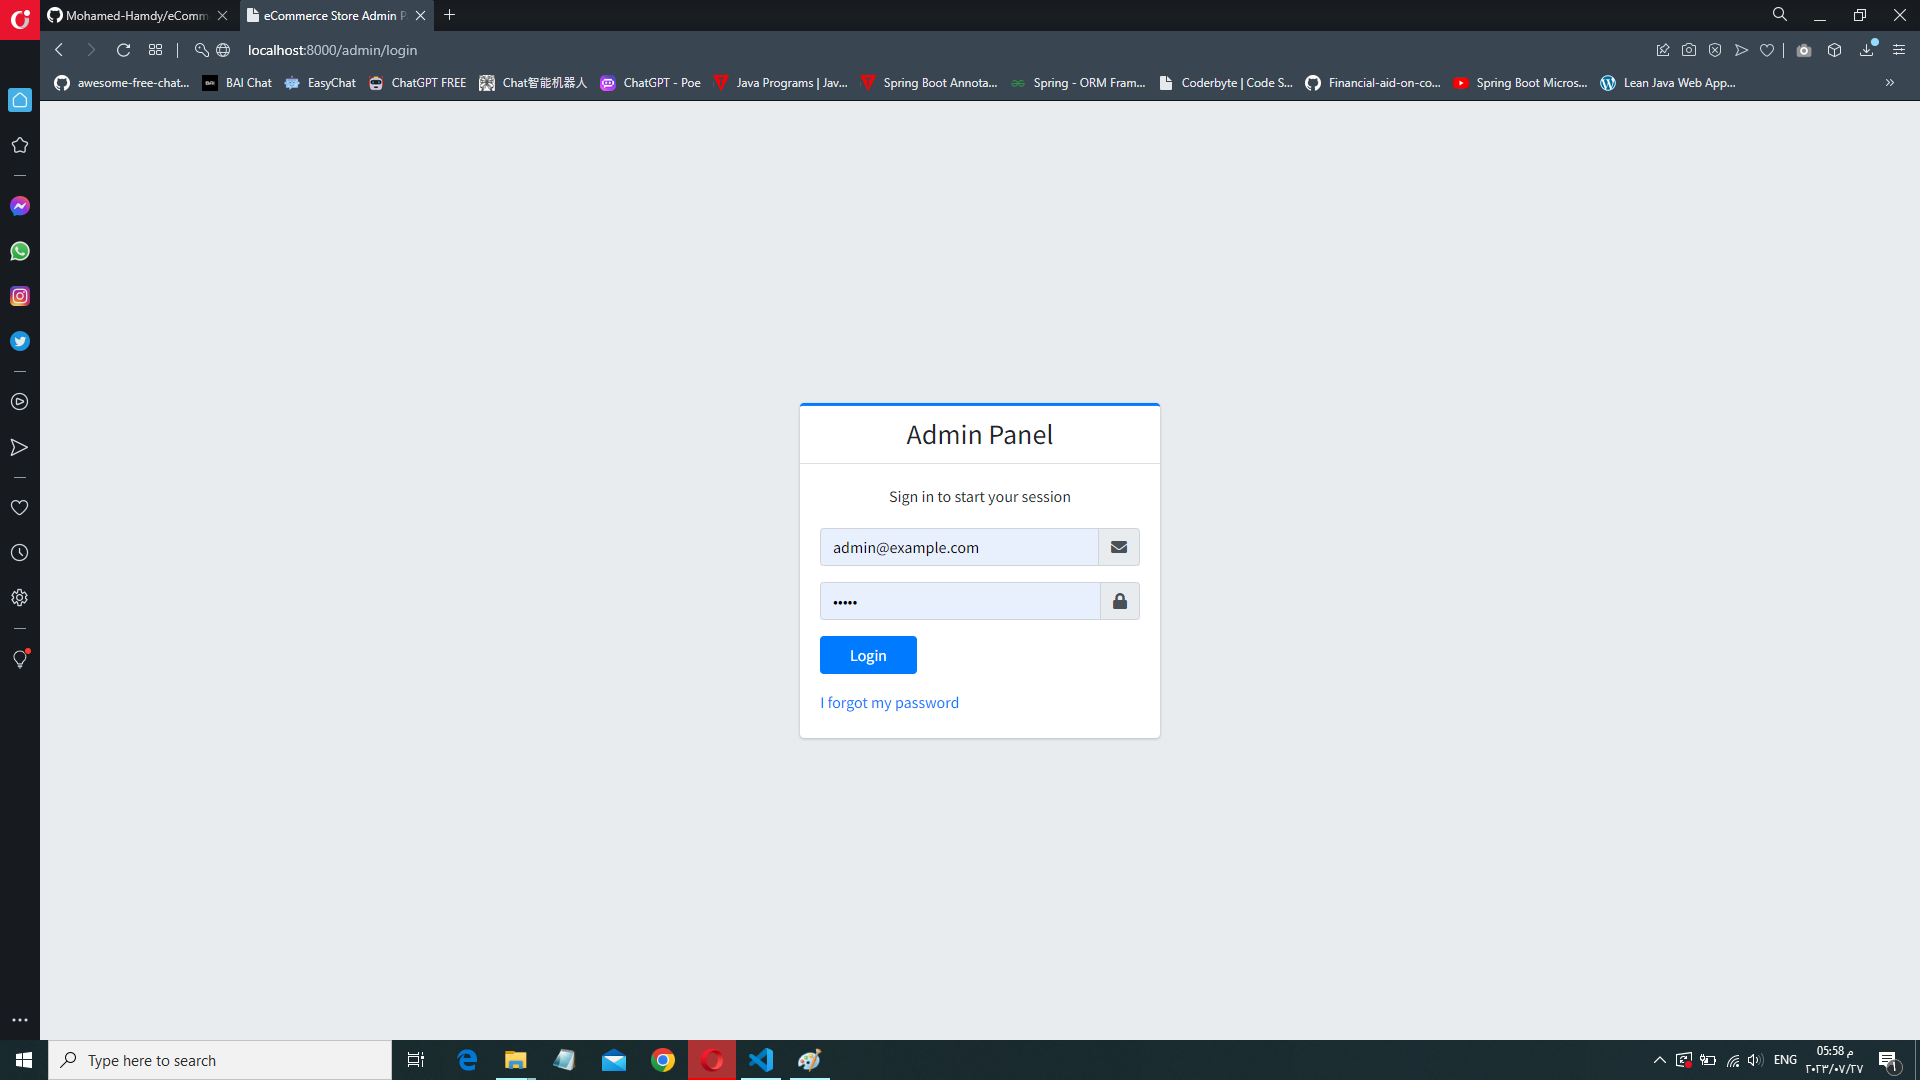 Mohamed-Hamdy/eComm
eCommerce Store Admin P
localhost:8000/admin/login
awesome-free-chat...
BAI Chat
EasyChat
ChatGPT FREE
Chat智能机器人
ChatGPT - Poe
Java Programs | Jav...
Spring Boot Annota...
Spring - ORM Fram...
Coderbyte | Code S...
Financial-aid-on-co...
Spring Boot Micros...
Lean Java Web App...
Admin Panel
Sign in to start your session
admin@example.com
•••••
Login
I forgot my password
Type here to search
ENG
05:58 م
٢٠٢٣/٠٧/٢٧
١